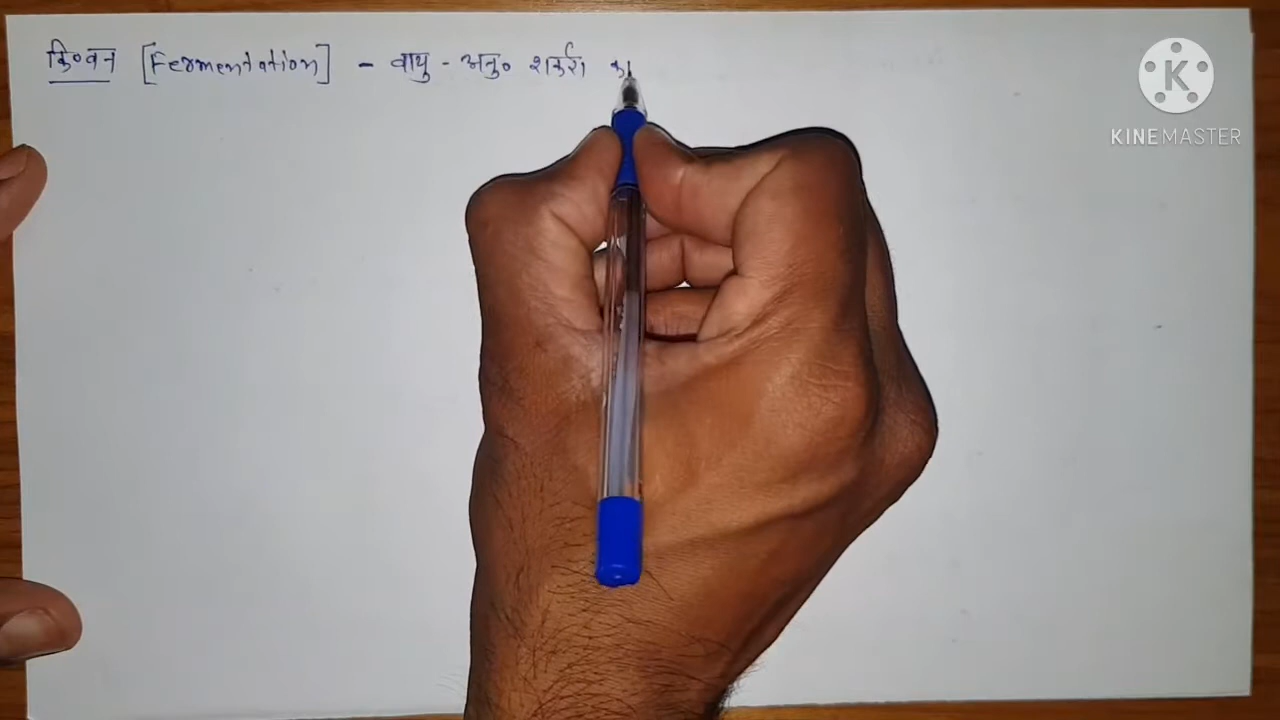 किण्वन [Fermentation] - वायु - अनु० शर्करा का
K
KINEMASTER